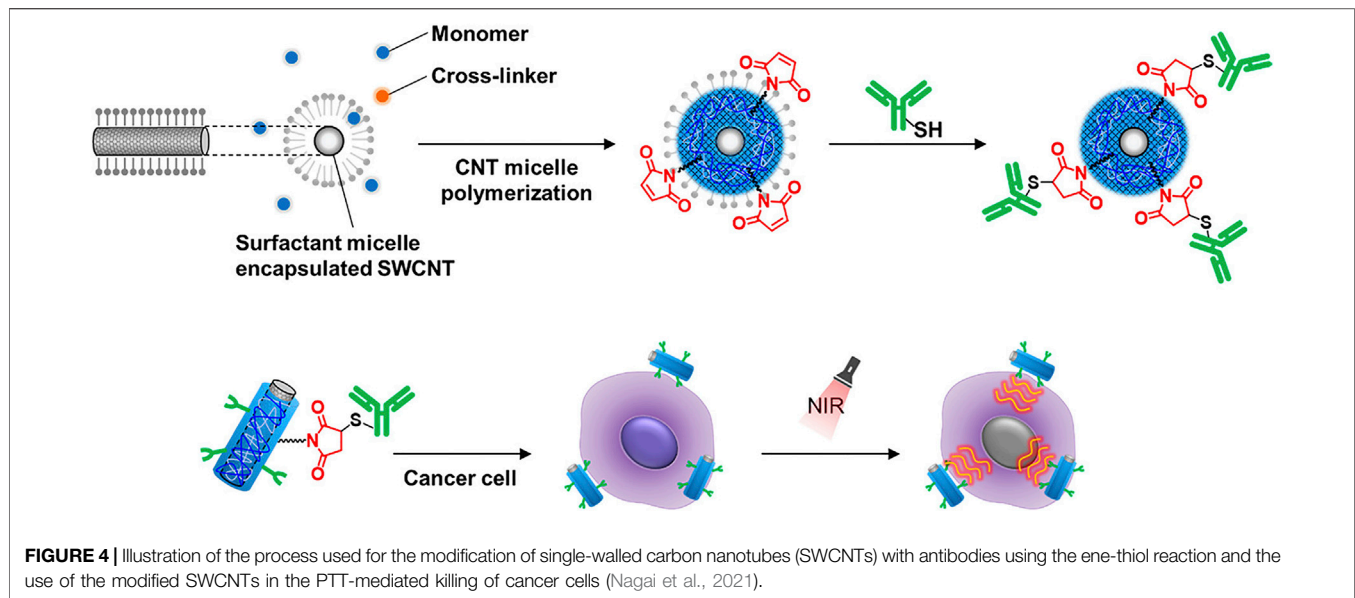 Monomer
Cross-linker
CNT micelle
polymerization
Surfactant micelle
encapsulated SWCNT
O
N
O
O
N
O
O
N
O
SH
O
N
O
S
S
O
N
O
O
N
O
S
O
N
O
S
Cancer cell
NIR
FIGURE 4 | Illustration of the process used for the modification of single-walled carbon nanotubes (SWCNTs) with antibodies using the ene-thiol reaction and the
use of the modified SWCNTs in the PTT-mediated killing of cancer cells (Nagai et al., 2021).